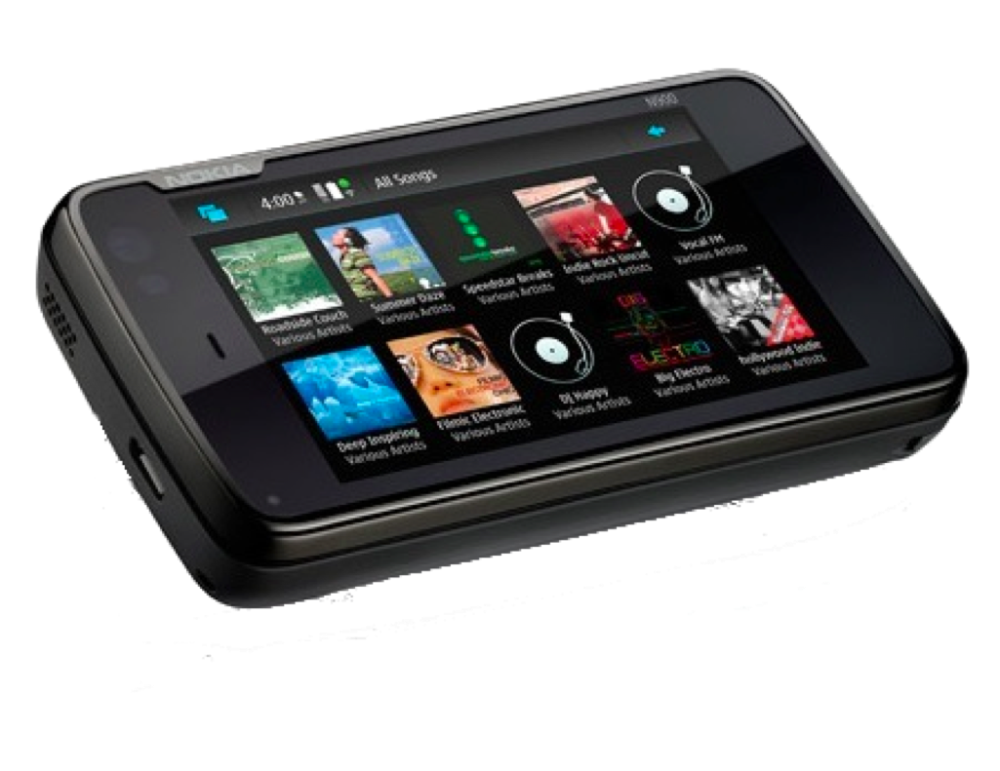 NOKIA
N900
4:00
All Songs
Roadside Couch
Various Artists
Summer Daze
Various Artists
Speedstar Breaks
Various Artists
Indie Rock Uncut
Various Artists
Vocal FM
Various Artists
Deep Inspiring
Various Artists
Filmic Electronic
Various Artists
DJ Happy
Various Artists
BIG
ELECTRO
Big Electro
Various Artists
hollywood Indie
Various Artists